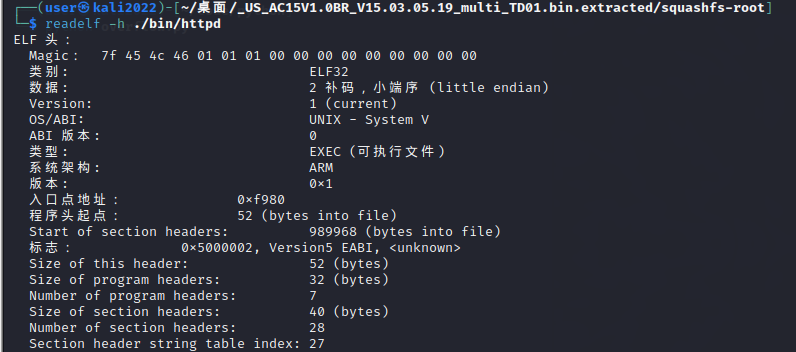 ┌──(user㉿kali2022)-[~/桌面/_US_AC15V1.0BR_V15.03.05.19_multi_TD01.bin.extracted/squashfs-root]
└─$ readelf -h ./bin/httpd
ELF 头：
  Magic：  7f 45 4c 46 01 01 01 00 00 00 00 00 00 00 00 00
  类别:                              ELF32
  数据:                              2 补码，小端序 (little endian)
  Version:                           1 (current)
  OS/ABI:                            UNIX - System V
  ABI 版本:                          0
  类型:                              EXEC (可执行文件)
  系统架构:                          ARM
  版本:                              0×1
  入口点地址：              0×f980
  程序头起点：              52 (bytes into file)
  Start of section headers:          989968 (bytes into file)
  标志：             0×5000002, Version5 EABI, <unknown>
  Size of this header:               52 (bytes)
  Size of program headers:           32 (bytes)
  Number of program headers:         7
  Size of section headers:           40 (bytes)
  Number of section headers:         28
  Section header string table index: 27